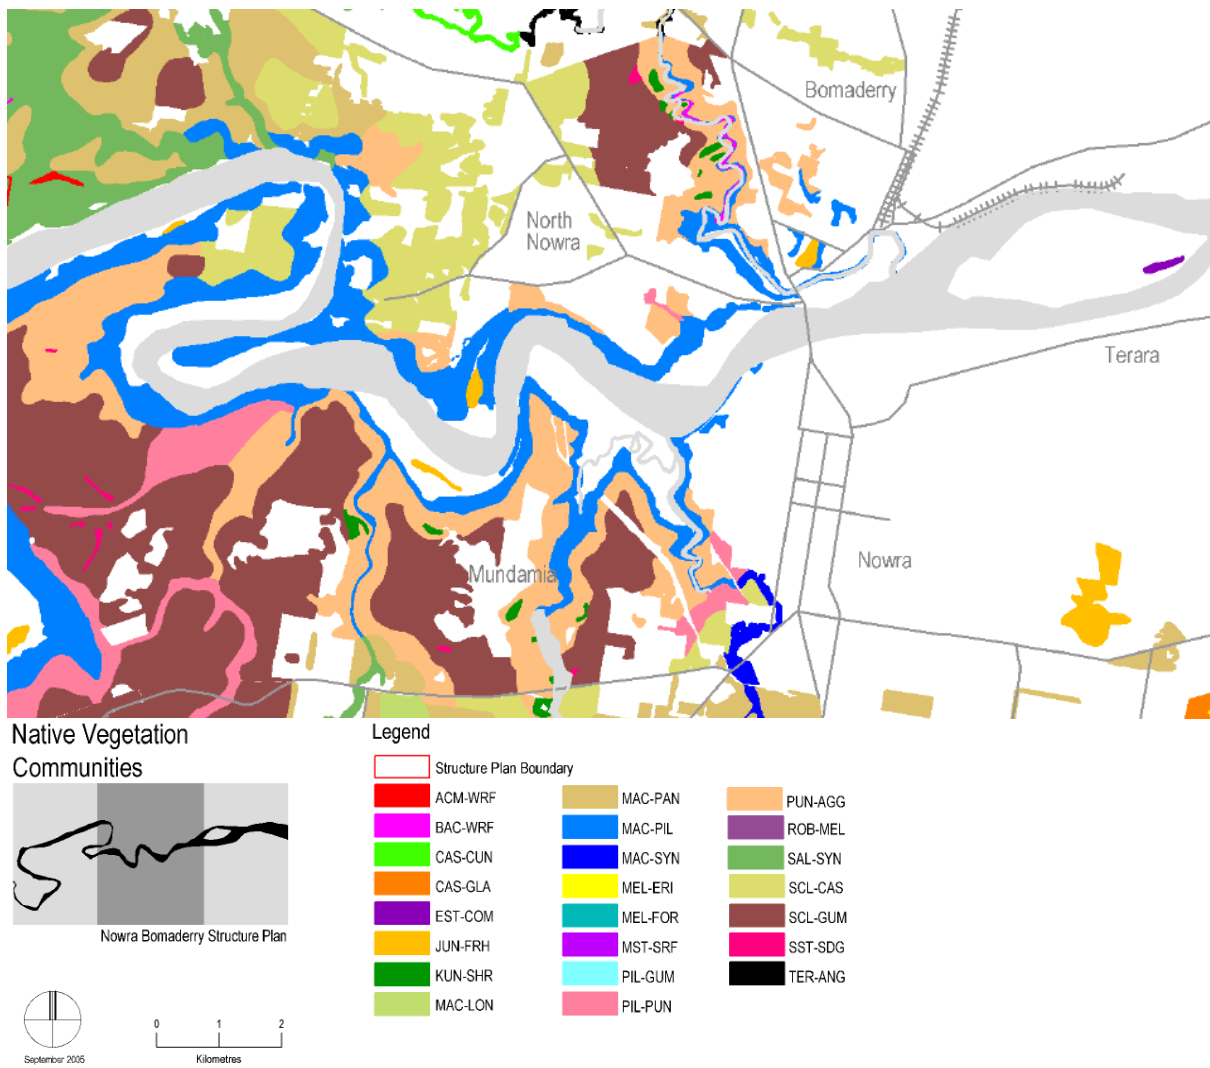 Bomaderry
North
Nowra
Terara
Nowra
Mundamia
Native Vegetation
Communities
Nowra Bomaderry Structure Plan
September 2005
0 1 2
Kilometres
Legend
Structure Plan Boundary
ACM-WRF
BAC-WRF
CAS-CUN
CAS-GLA
EST-COM
JUN-FRH
KUN-SHR
MAC-LON
MAC-PAN
MAC-PIL
MAC-SYN
MEL-ERI
MEL-FOR
MST-SRF
PIL-GUM
PIL-PUN
PUN-AGG
ROB-MEL
SAL-SYN
SCL-CAS
SCL-GUM
SST-SDG
TER-ANG